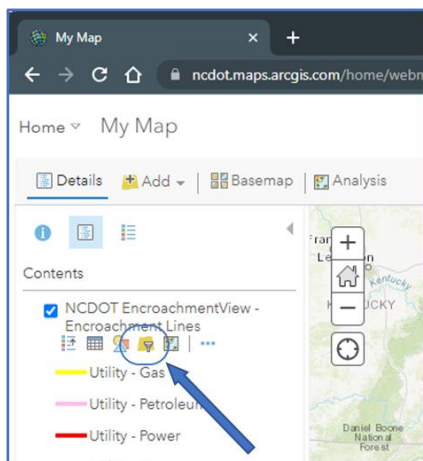 My Map
ncdot.maps.arcgis.com/home/webm
Home My Map
Details Add Basemap Analysis
Contents
NCDOT EncroachmentView -
Encroachment Lines
Utility - Gas
Utility - Petroleum
Utility - Power
Kentucky
Daniel Boone
National
Forest